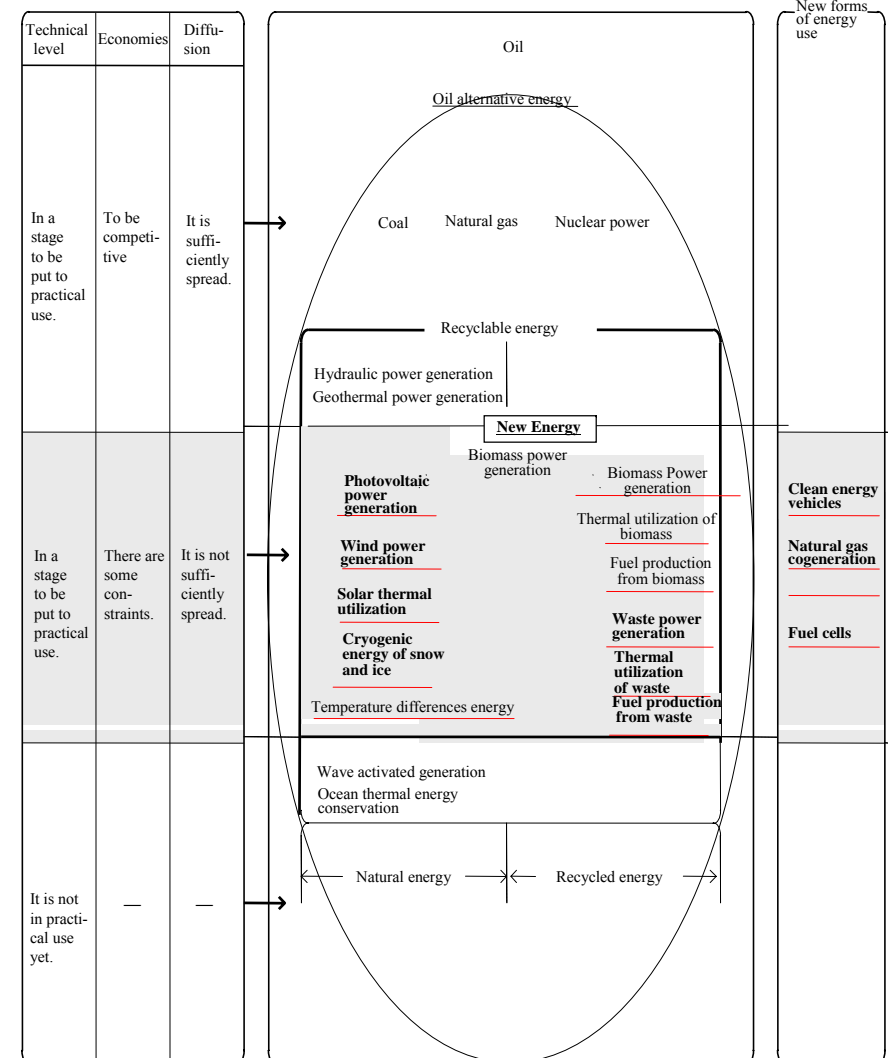 Technical
level
Economies
Diffu-
sion
Oil
New forms
of energy
use
Oil alternative energy
In a
stage
to be
put to
practical
use.
To be
competi-
tive
It is
suffi-
ciently
spread.
Coal
Natural gas
Nuclear power
Recyclable energy
Hydraulic power generation
Geothermal power generation
New Energy
Biomass power
generation
In a
stage
to be
put to
practical
use.
There are
some
con-
straints.
It is not
suffi-
ciently
spread.
Photovoltaic
power
generation
Wind power
generation
Solar thermal
utilization
Cryogenic
energy of snow
and ice
Temperature differences energy
Biomass Power
generation
Thermal utilization of
biomass
Fuel production
from biomass
Waste power
generation
Thermal
utilization
of waste
Fuel production
from waste
Clean energy
vehicles
Natural gas
cogeneration
Fuel cells
Wave activated generation
Ocean thermal energy
conservation
Natural energy
Recycled energy
It is not
in practi-
cal use
yet.
—
—